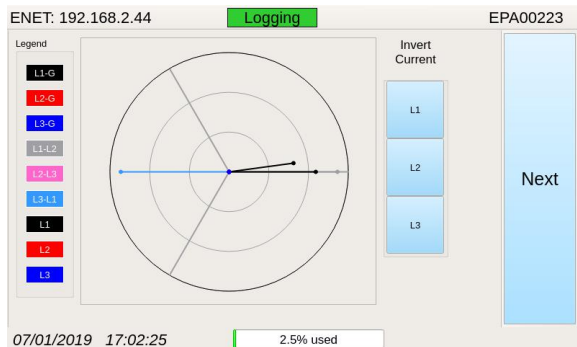 ENET: 192.168.2.44 Logging EPA00223
Legend
L1-G
L2-G
L3-G
L1-L2
L2-L3
L3-L1
L1
L2
L3
Invert
Current
L1
L2
L3
Next
07/01/2019 17:02:25 2.5% used